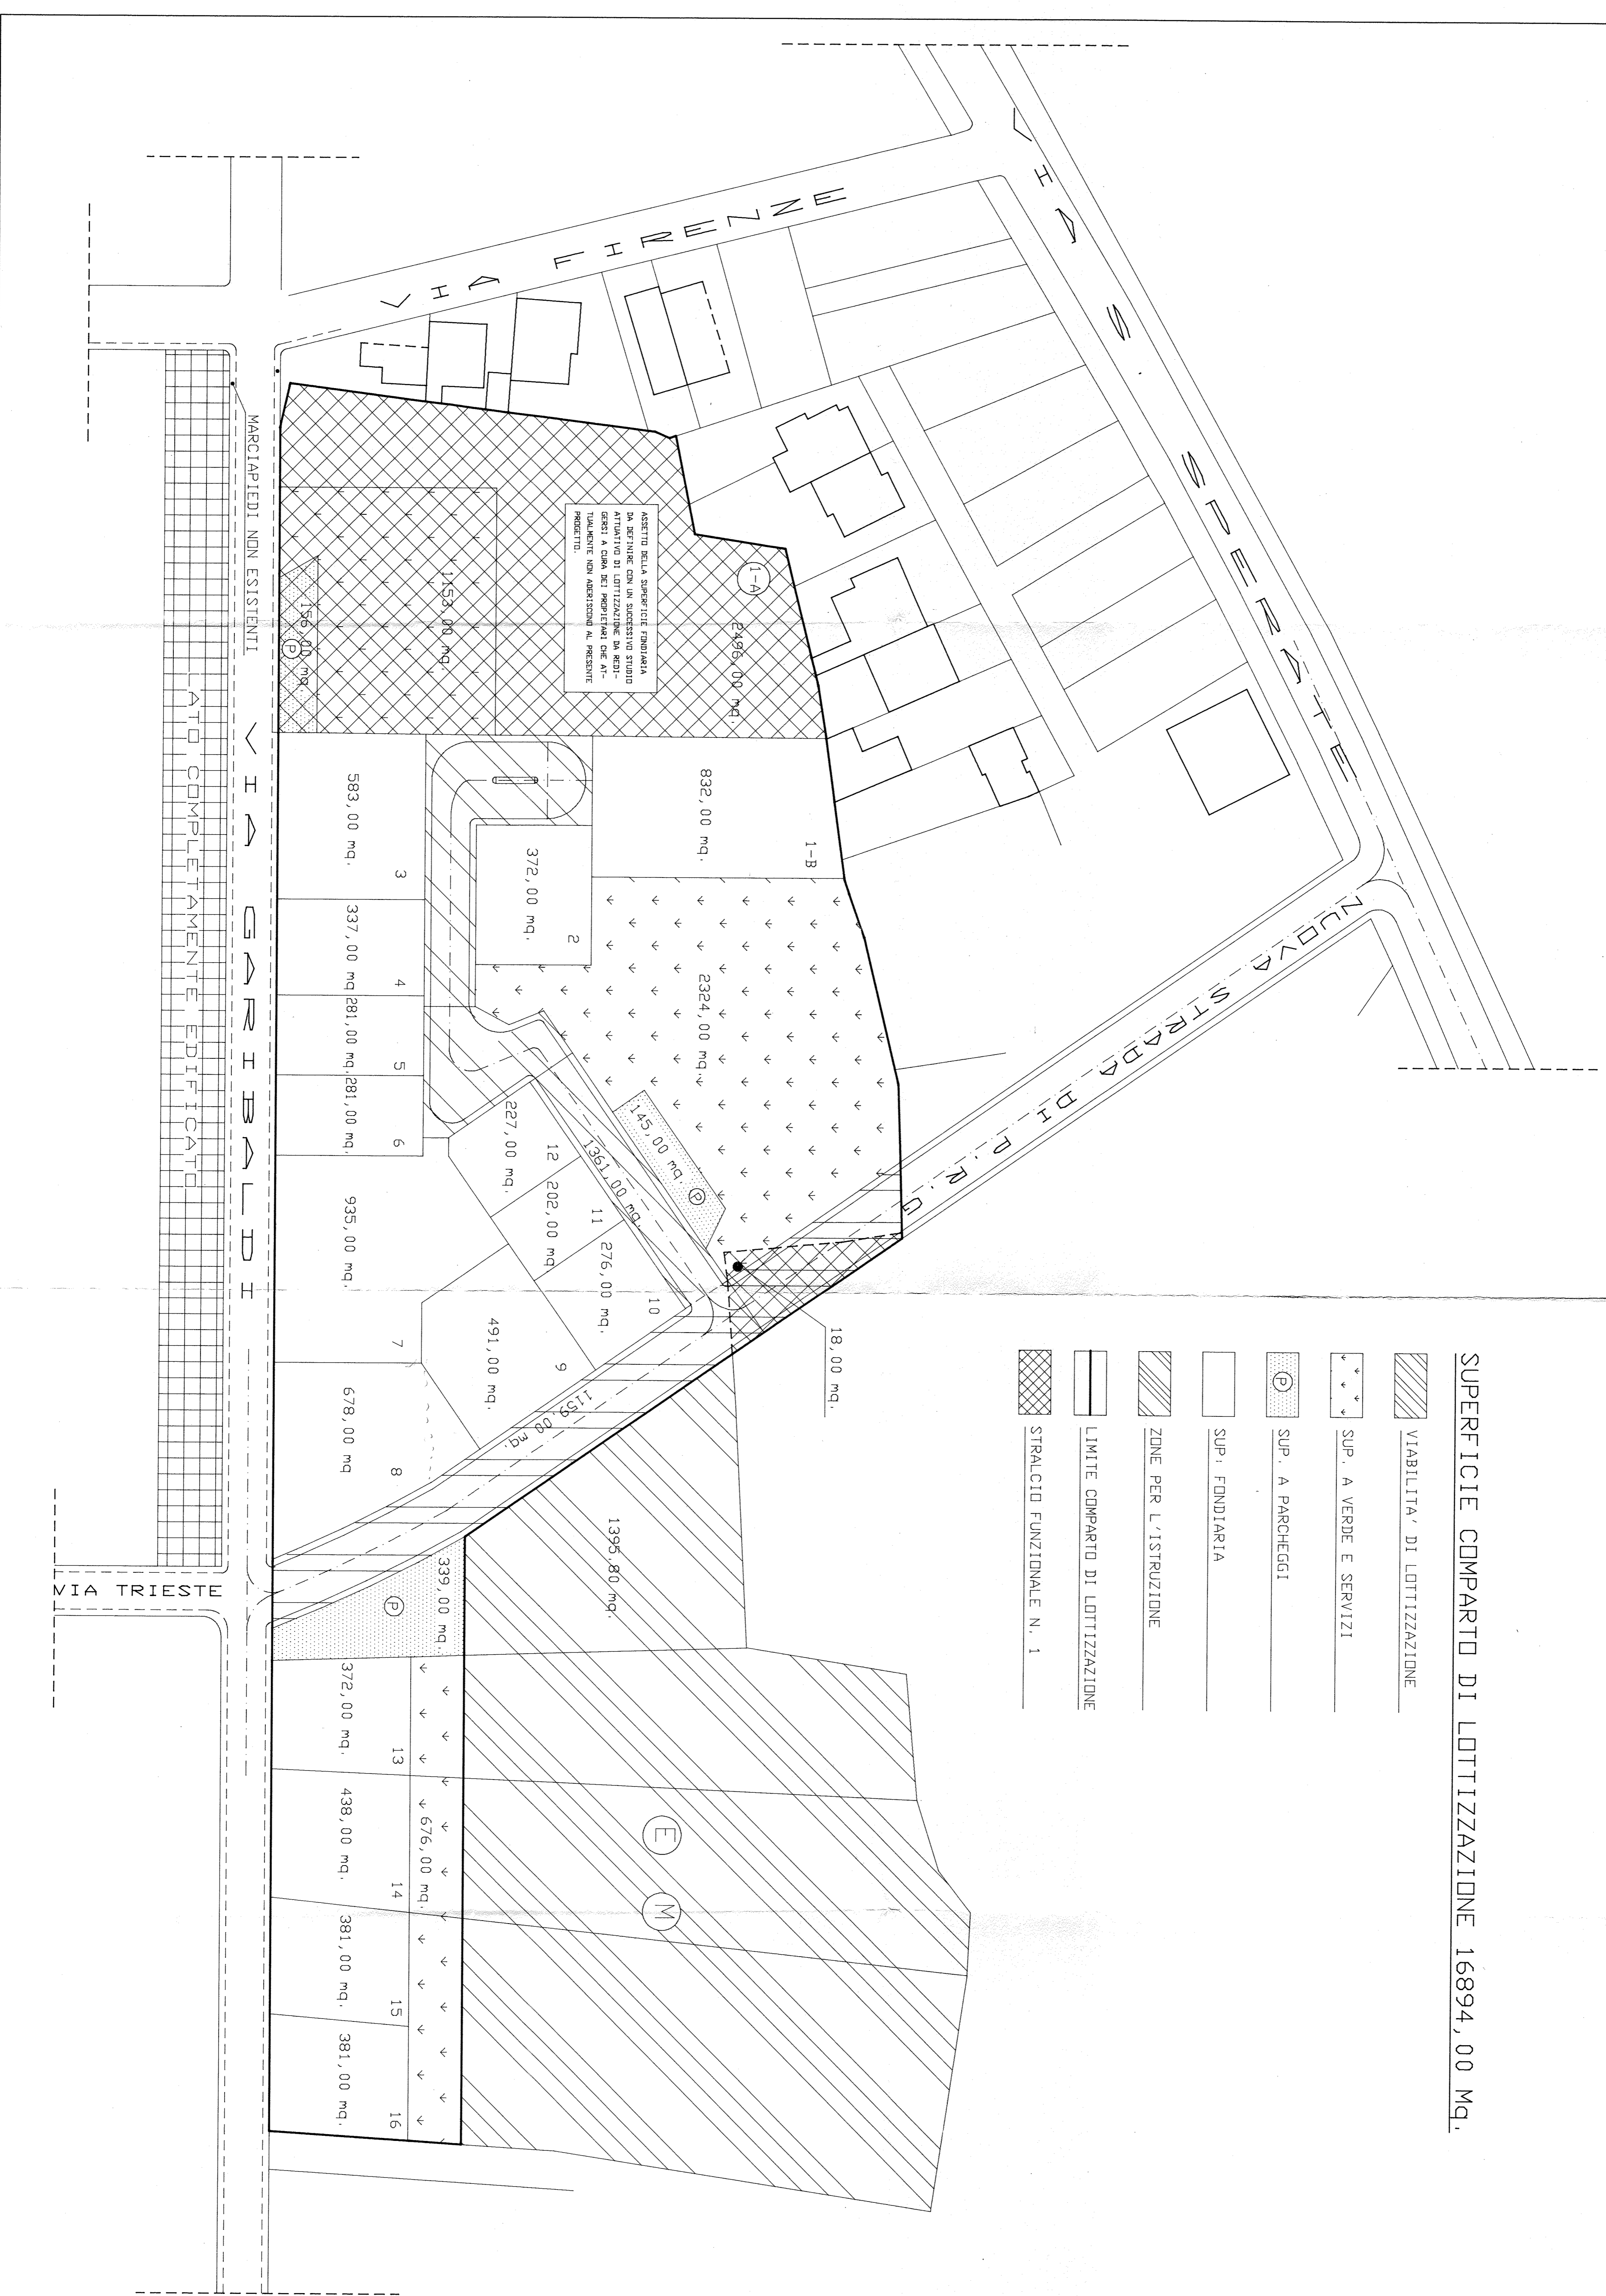 SUPERFICIE COMPARTO DI LOTTIZZAZIONE 16894,00 Mq.
VIABILITA' DI LOTTIZZAZIONE
SUP. A VERDE E SERVIZI
P
SUP. A PARCHEGGI
SUP: FONDIARIA
ZONE PER L'ISTRUZIONE
LIMITE COMPARTO DI LOTTIZZAZIONE
STRALCIO FUNZIONALE N. 1
VIA FIRENZE
VIA S SPERATE
NUOVA STRADA DI P.R.G
MARCIAPIEDI NON ESISTENTI
VIA GARIBALDI
LATO COMPLETAMENTE EDIFICATO
VIA TRIESTE
ASSETTO DELLA SUPERFICIE FONDIARIA
DA DEFINIRE CON UN SUCCESSIVO STUDIO
ATTUATIVO DI LOTTIZZAZIONE DA REDI-
GERSI A CURA DEI PROPRIETARI CHE AT-
TUALMENTE NON ADERISCONO AL PRESENTE
PROGETTO.
1-A
2496,00 mq.
1153,00 mq.
156,00 mq.
P
832,00 mq.
1-B
372,00 mq.
2
583,00 mq.
3
337,00 mq
4
281,00 mq.
5
281,00 mq.
6
2324,00 mq.
145,00 mq.
P
1361,00 mq.
227,00 mq.
12
202,00 mq
11
276,00 mq.
10
491,00 mq.
9
935,00 mq.
7
678,00 mq
8
18,00 mq.
1159,00 mq.
1395,80 mq.
339,00 mq.
P
372,00 mq.
13
438,00 mq.
14
676,00 mq.
381,00 mq.
15
381,00 mq.
16
E
M